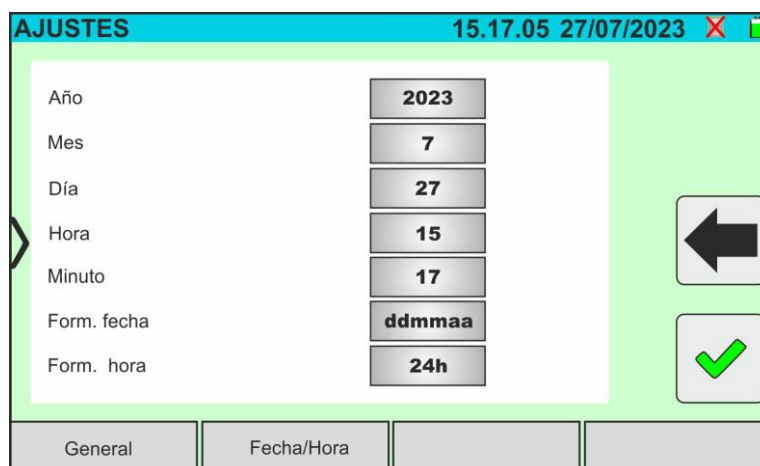 AJUSTES 15.17.05 27/07/2023
Año 2023
Mes 7
Día 27
Hora 15
Minuto 17
Form. fecha ddmmaa
Form. hora 24h
General Fecha/Hora